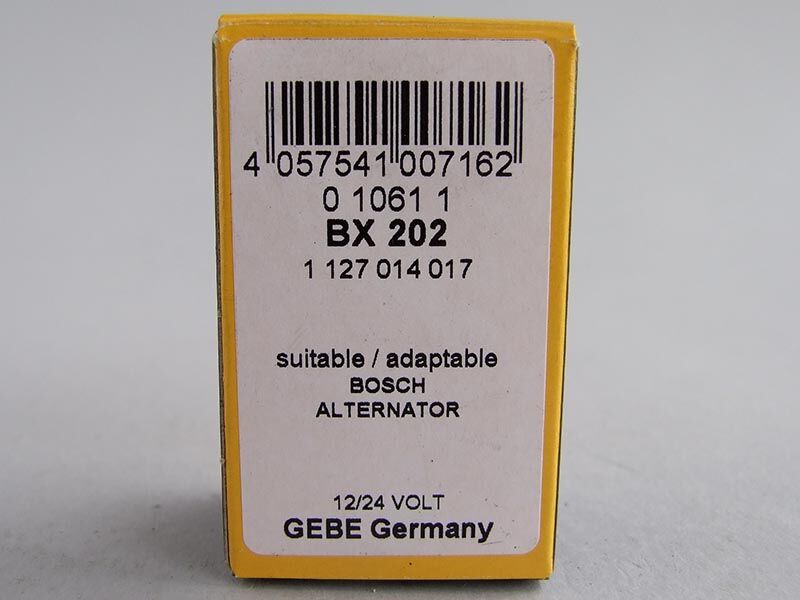 4 057541 007162
0 1061 1
BX 202
1 127 014 017
suitable / adaptable
BOSCH
ALTERNATOR
12/24 VOLT
GEBE Germany